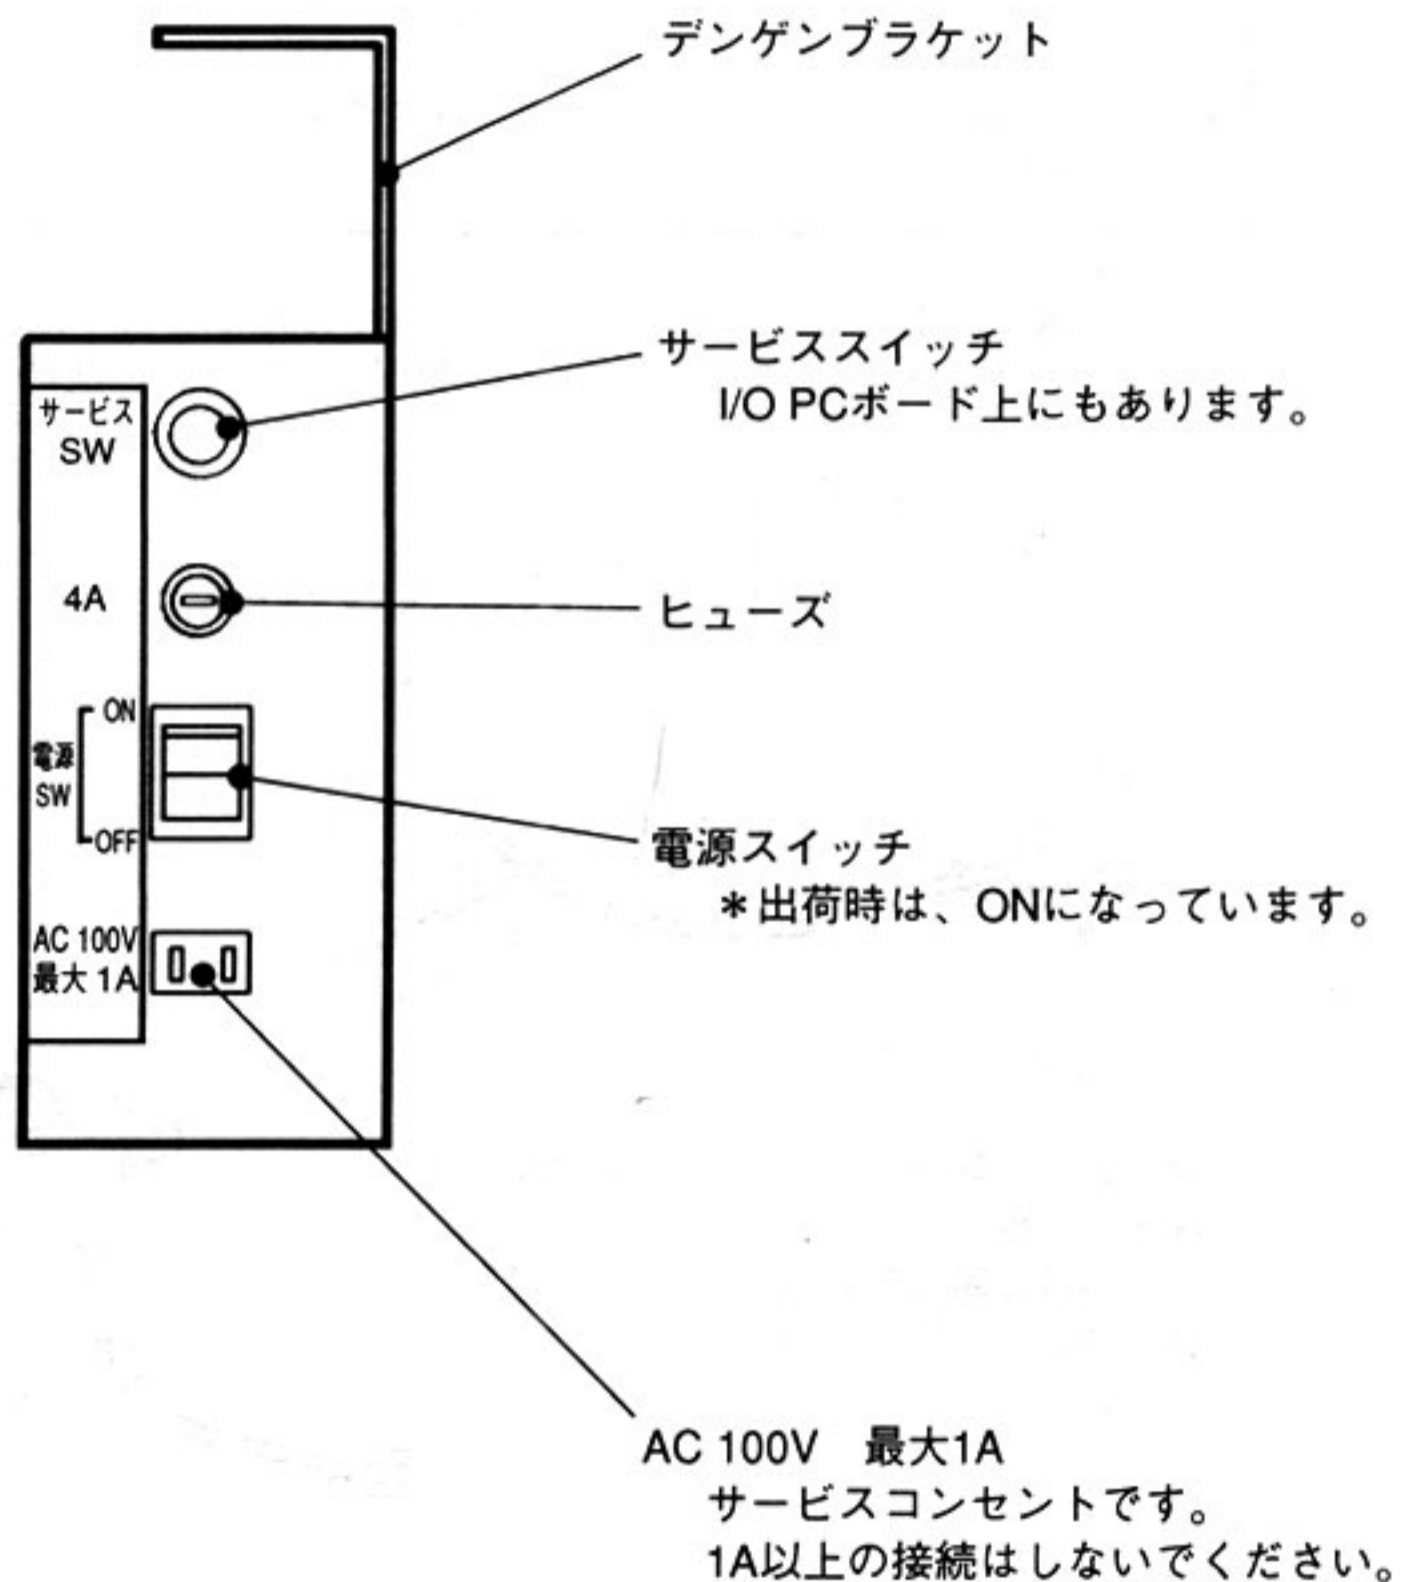 デンゲンブラケット
サービススイッチ
I/O PCボード上にもあります。
サービス
SW
4A
ヒューズ
ON
電源
SW
OFF
電源スイッチ
＊出荷時は、ONになっています。
AC 100V
最大 1A
AC 100V 最大1A
サービスコンセントです。
1A以上の接続はしないでください。